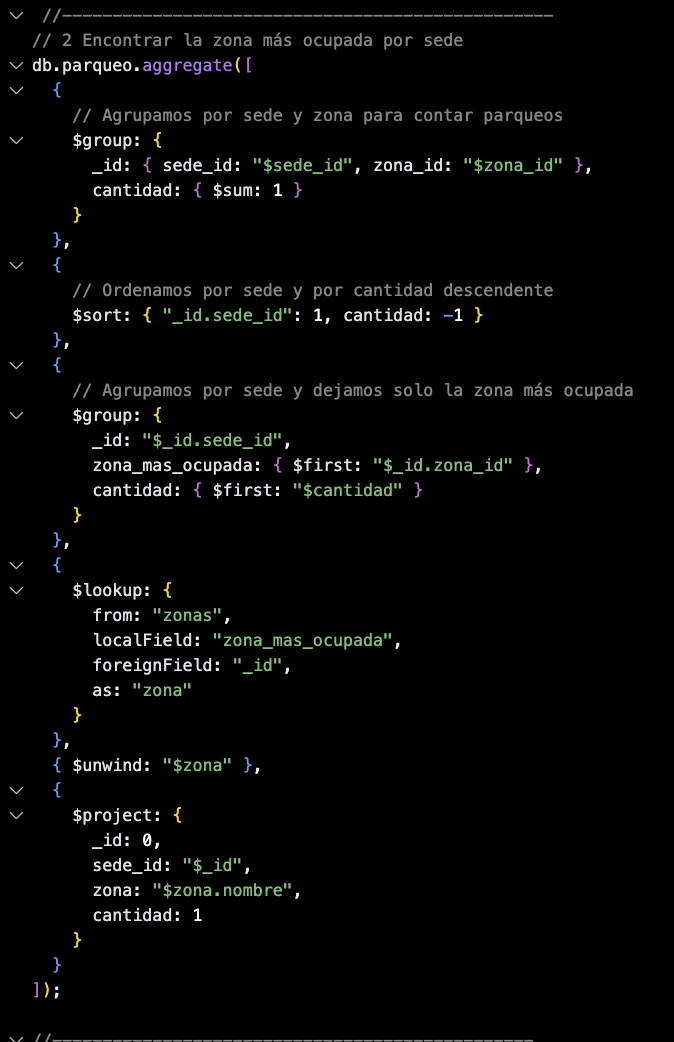 //-------------------------------------------------
// 2 Encontrar la zona más ocupada por sede
db.parqueo.aggregate([
  {
    // Agrupamos por sede y zona para contar parqueos
    $group: {
      _id: { sede_id: "$sede_id", zona_id: "$zona_id" },
      cantidad: { $sum: 1 }
    }
  },
  {
    // Ordenamos por sede y por cantidad descendente
    $sort: { "_id.sede_id": 1, cantidad: -1 }
  },
  {
    // Agrupamos por sede y dejamos solo la zona más ocupada
    $group: {
      _id: "$_id.sede_id",
      zona_mas_ocupada: { $first: "$_id.zona_id" },
      cantidad: { $first: "$cantidad" }
    }
  },
  {
    $lookup: {
      from: "zonas",
      localField: "zona_mas_ocupada",
      foreignField: "_id",
      as: "zona"
    }
  },
  { $unwind: "$zona" },
  {
    $project: {
      _id: 0,
      sede_id: "$_id",
      zona: "$zona.nombre",
      cantidad: 1
    }
  }
]);
//------------------------------------------------